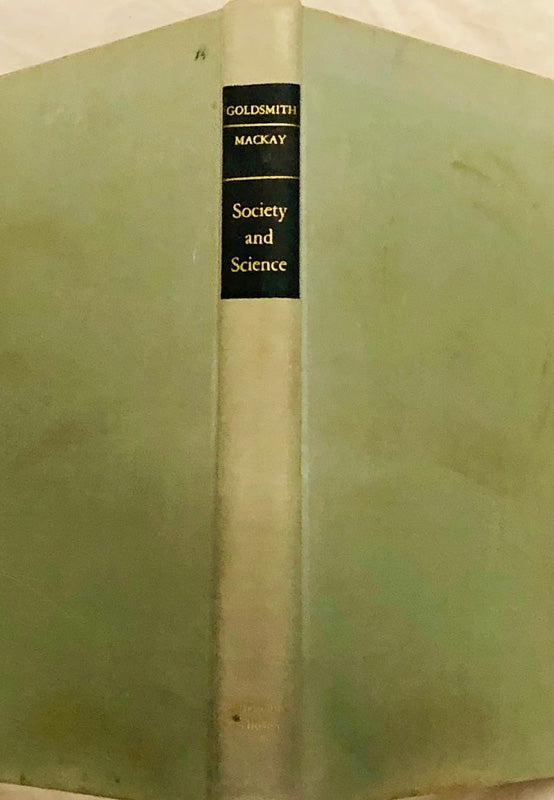 GOLDSMITH
MACKAY
Society
and
Science